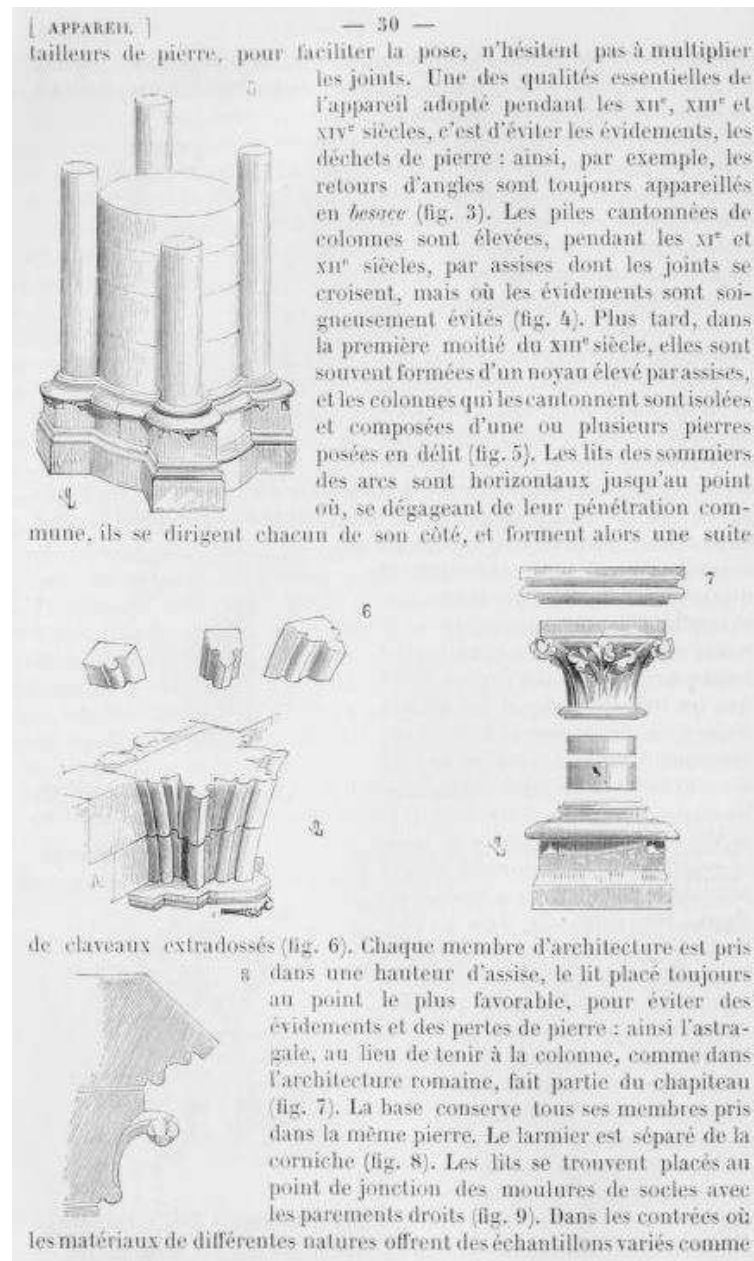 [ APPAREIL ]
— 30 —
tailleurs de pierre, pour faciliter la pose, n'hésitent pas à multiplier
les joints. Une des qualités essentielles de
5
l'appareil adopté pendant les XIIᵉ, XIIIᵉ et
XIVᵉ siècles, c'est d'éviter les évidements, les
déchets de pierre : ainsi, par exemple, les
retours d'angles sont toujours appareillés
en besace (fig. 3). Les piles cantonnées de
colonnes sont élevées, pendant les XIᵉ et
XIIᵉ siècles, par assises dont les joints se
croisent, mais où les évidements sont soi-
gneusement évités (fig. 4). Plus tard, dans
la première moitié du XIIIᵉ siècle, elles sont
souvent formées d'un noyau élevé par assises,
et les colonnes qui les cantonnent sont isolées
et composées d'une ou plusieurs pierres
posées en délit (fig. 5). Les lits des sommiers
des arcs sont horizontaux jusqu'au point
où, se dégageant de leur pénétration com-
mune, ils se dirigent chacun de son côté, et forment alors une suite
6
7
de claveaux extradossés (fig. 6). Chaque membre d'architecture est pris
8
dans une hauteur d'assise, le lit placé toujours
au point le plus favorable, pour éviter des
évidements et des pertes de pierre : ainsi l'astra-
gale, au lieu de tenir à la colonne, comme dans
l'architecture romaine, fait partie du chapiteau
(fig. 7). La base conserve tous ses membres pris
dans la même pierre. Le larmier est séparé de la
corniche (fig. 8). Les lits se trouvent placés au
point de jonction des moulures de socles avec
les parements droits (fig. 9). Dans les contrées où
les matériaux de différentes natures offrent des échantillons variés comme